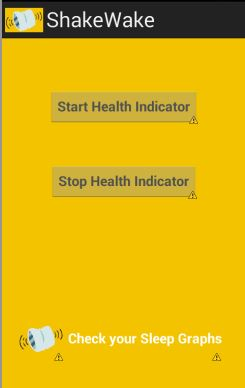 ShakeWake
Start Health Indicator
Stop Health Indicator
Check your Sleep Graphs